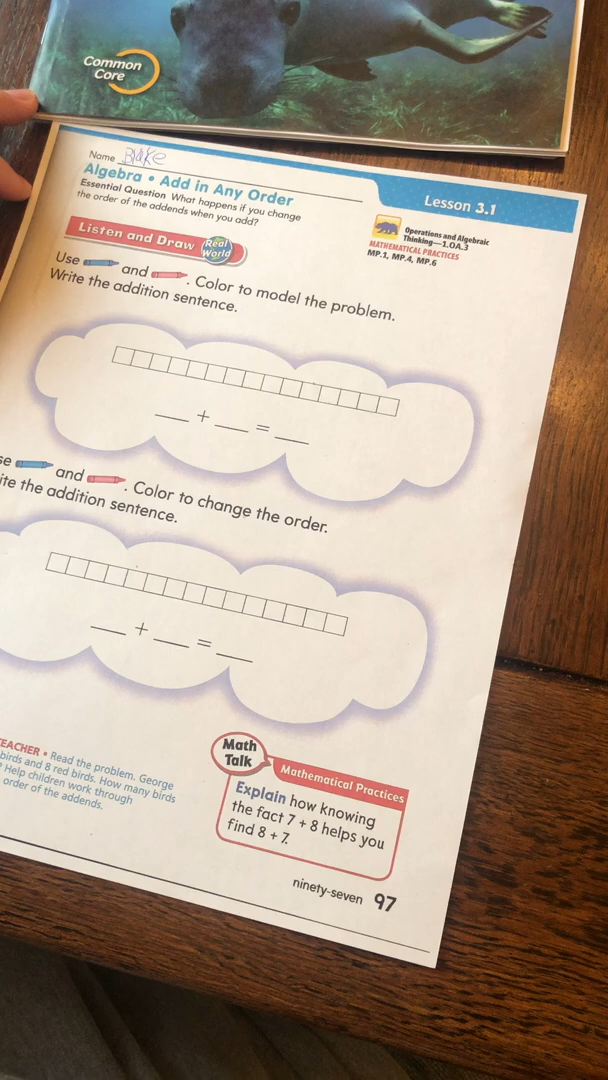 Common
Core
Name Blake
Lesson 3.1
Algebra • Add in Any Order
Essential Question What happens if you change
the order of the addends when you add?
Operations and Algebraic
Thinking—1.OA.3
MATHEMATICAL PRACTICES
MP.1, MP.4, MP.6
Listen and Draw Real
World
Use and . Color to model the problem.
Write the addition sentence.
___ + ___ = ___
se and . Color to change the order.
ite the addition sentence.
___ + ___ = ___
EACHER • Read the problem. George
birds and 8 red birds. How many birds
? Help children work through
order of the addends.
Math
Talk
Mathematical Practices
Explain how knowing
the fact 7 + 8 helps you
find 8 + 7.
ninety-seven 97